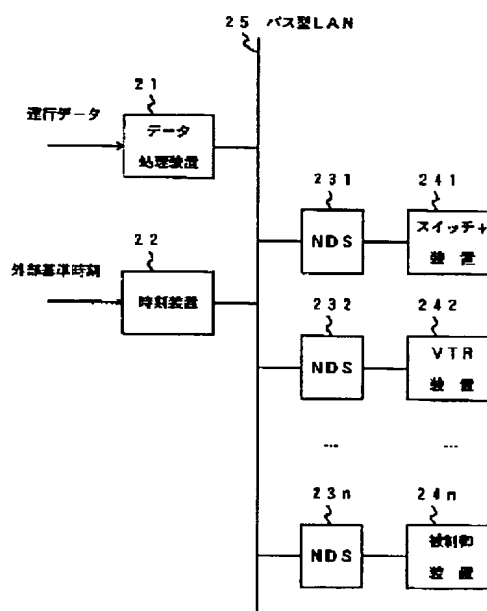 25 バス型LAN
21
運行データ
データ
処理装置
22
外部基準時刻
時刻装置
231
241
NDS
スイッチャ
装置
232
242
NDS
VTR
装置
… …
23n
24n
NDS
被制御
装置